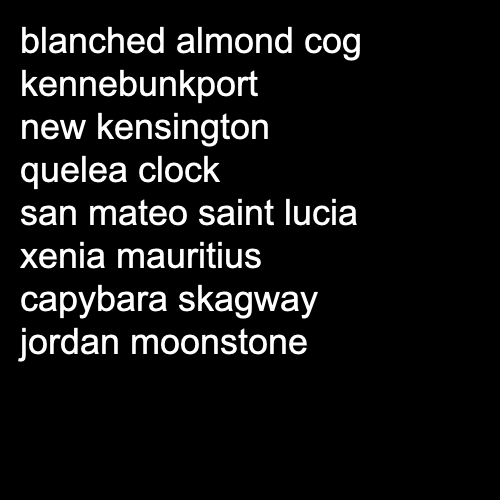 blanched almond cog
kennebunkport
new kensington
quelea clock
san mateo saint lucia
xenia mauritius
capybara skagway
jordan moonstone